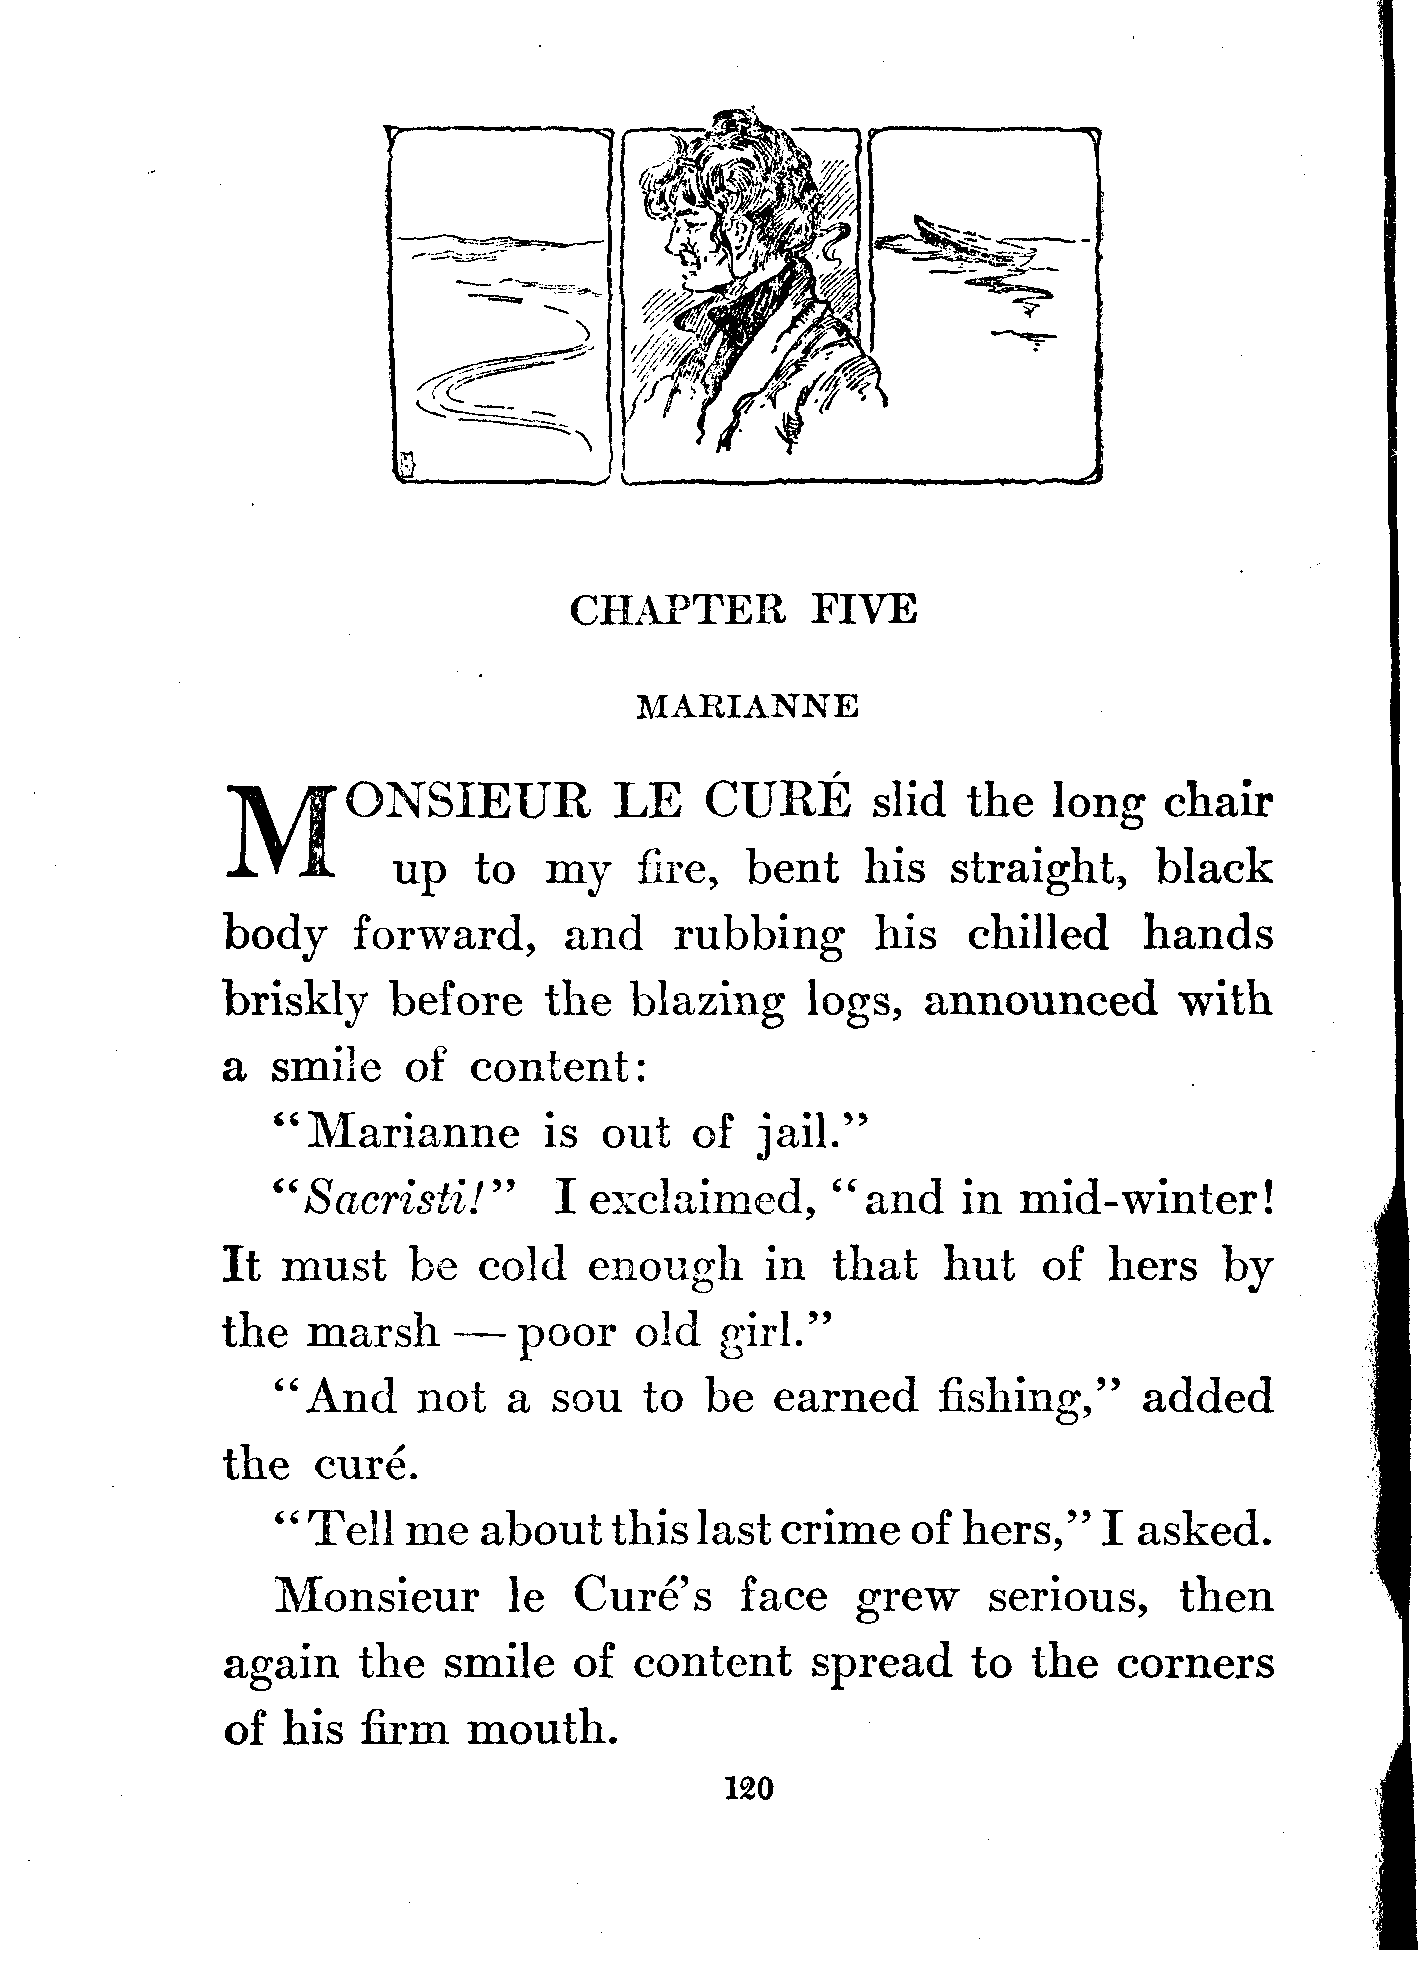 CHAPTER FIVE
MARIANNE
MONSIEUR LE CURÉ slid the long chair
up to my fire, bent his straight, black
body forward, and rubbing his chilled hands
briskly before the blazing logs, announced with
a smile of content:
“Marianne is out of jail.”
“Sacristi!” I exclaimed, “and in mid-winter!
It must be cold enough in that hut of hers by
the marsh — poor old girl.”
“And not a sou to be earned fishing,” added
the curé.
“Tell me about this last crime of hers,” I asked.
Monsieur le Curé’s face grew serious, then
again the smile of content spread to the corners
of his firm mouth.
120